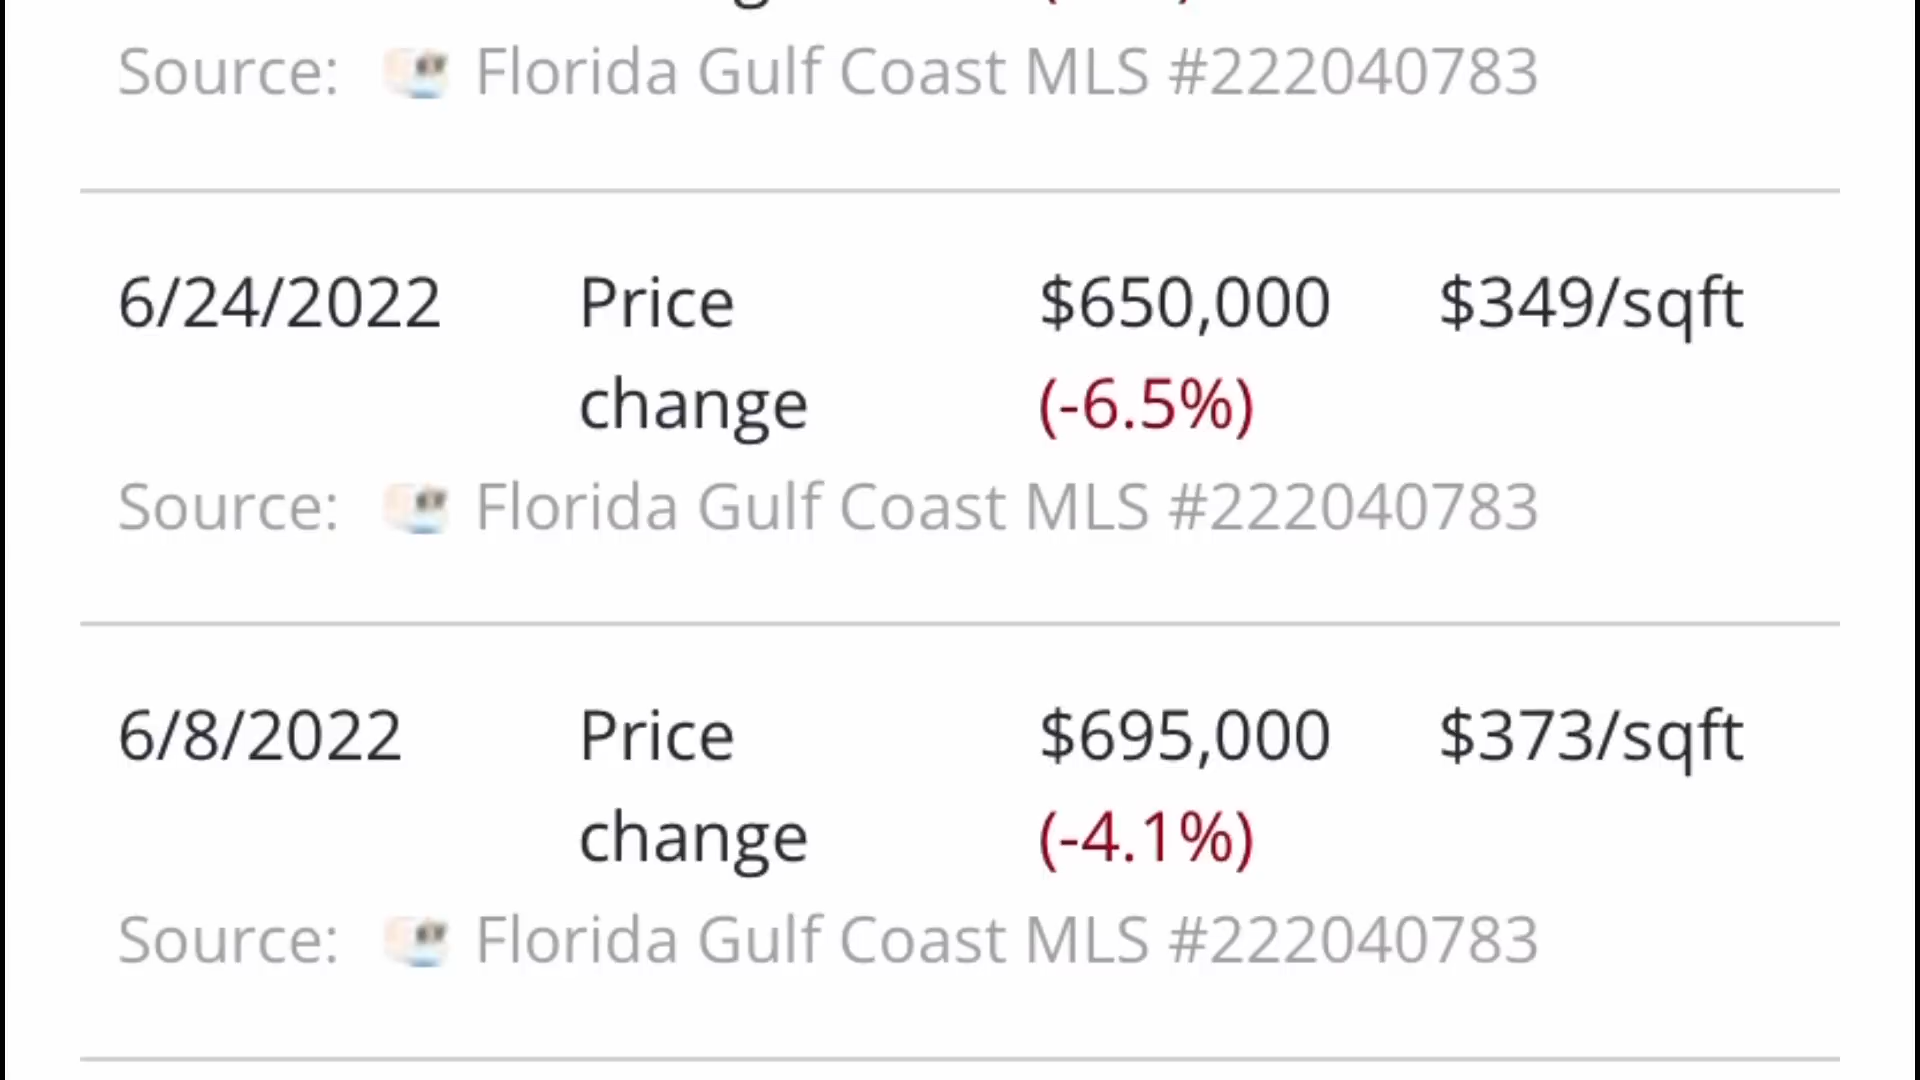 Source: Florida Gulf Coast MLS #222040783
6/24/2022 Price $650,000 $349/sqft
change (-6.5%)
Source: Florida Gulf Coast MLS #222040783
6/8/2022 Price $695,000 $373/sqft
change (-4.1%)
Source: Florida Gulf Coast MLS #222040783